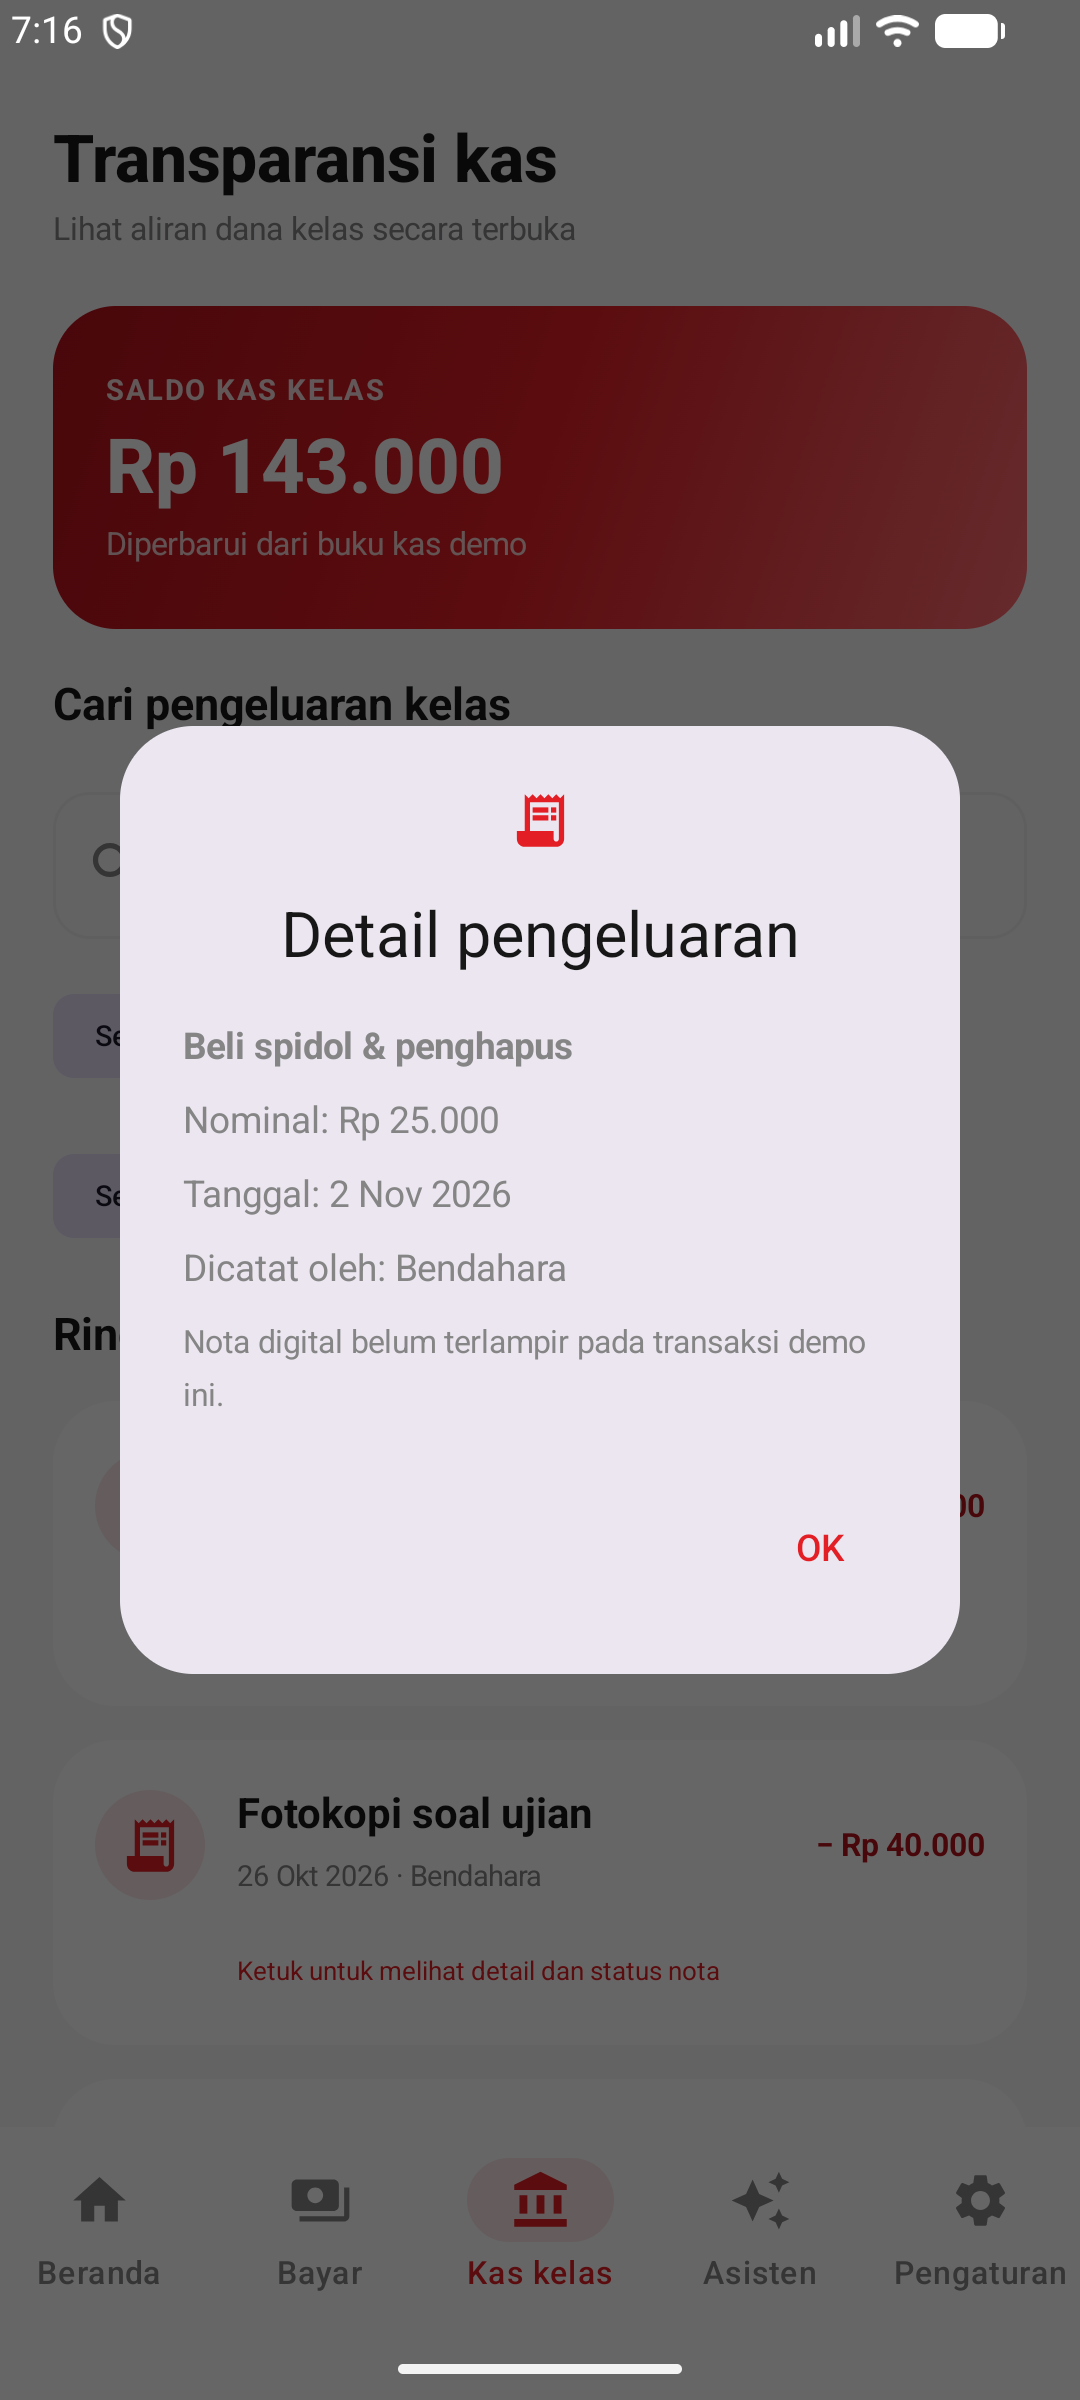 7:16
Transparansi kas
Lihat aliran dana kelas secara terbuka
SALDO KAS KELAS
Rp 143.000
Diperbarui dari buku kas demo
Cari pengeluaran kelas
Detail pengeluaran
Beli spidol & penghapus
Nominal: Rp 25.000
Tanggal: 2 Nov 2026
Dicatat oleh: Bendahara
Nota digital belum terlampir pada transaksi demo
ini.
OK
Fotokopi soal ujian
26 Okt 2026 · Bendahara
− Rp 40.000
Ketuk untuk melihat detail dan status nota
Beranda
Bayar
Kas kelas
Asisten
Pengaturan